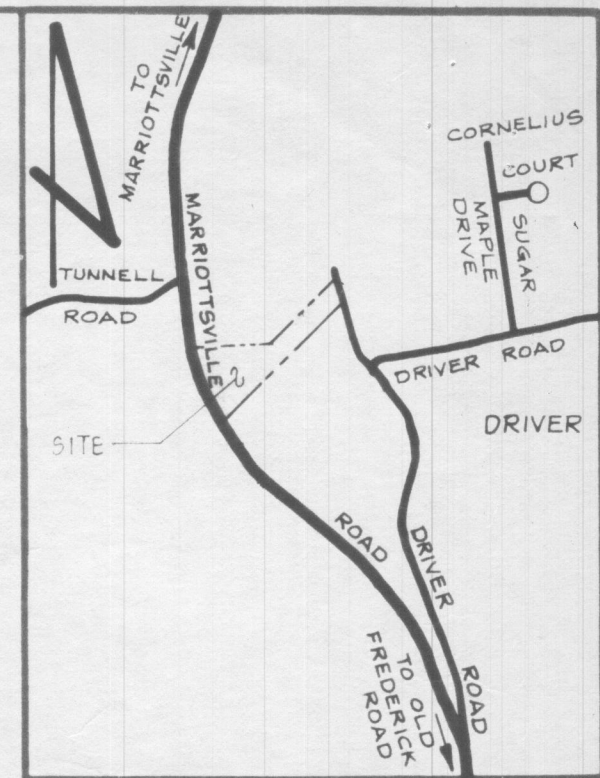 TO
MARRIOTTSVILLE
CORNELIUS
COURT
SUGAR
MAPLE
DRIVE
TUNNELL
ROAD
MARRIOTTSVILLE
DRIVER ROAD
DRIVER
SITE
ROAD
DRIVER
ROAD
TO OLD
FREDERICK
ROAD